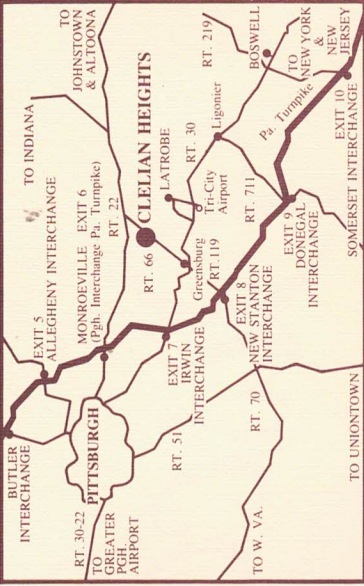 TO
JOHNSTOWN
& ALTOONA
TO INDIANA
RT. 219
BOSWELL
TO
NEW YORK
&
NEW
JERSEY
EXIT 5
ALLEGHENY INTERCHANGE
MONROEVILLE EXIT 6
(Pgh. Interchange Pa. Turnpike)
RT. 22
CLELIAN HEIGHTS
LATROBE
RT. 30
Ligonier
Pa. Turnpike
EXIT 10
SOMERSET INTERCHANGE
BUTLER
INTERCHANGE
RT. 66
Tri-City
Airport
RT. 711
Greensburg
RT. 119
EXIT 9
DONEGAL
INTERCHANGE
PITTSBURGH
EXIT 7
IRWIN
INTERCHANGE
EXIT 8
NEW STANTON
INTERCHANGE
RT. 30-22
TO
GREATER
PGH.
AIRPORT
RT. 51
RT. 70
TO W. VA.
TO UNIONTOWN